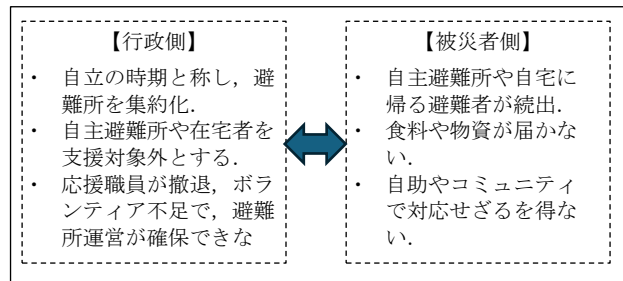 【行政側】
・ 自立の時期と称し，避
難所を集約化．
・ 自主避難所や在宅者を
支援対象外とする．
・ 応援職員が撤退，ボラ
ンティア不足で，避難
所運営が確保できな
【被災者側】
・ 自主避難所や自宅に
帰る避難者が続出．
・ 食料や物資が届かな
い．
・ 自助やコミュニティ
で対応せざるを得な
い．